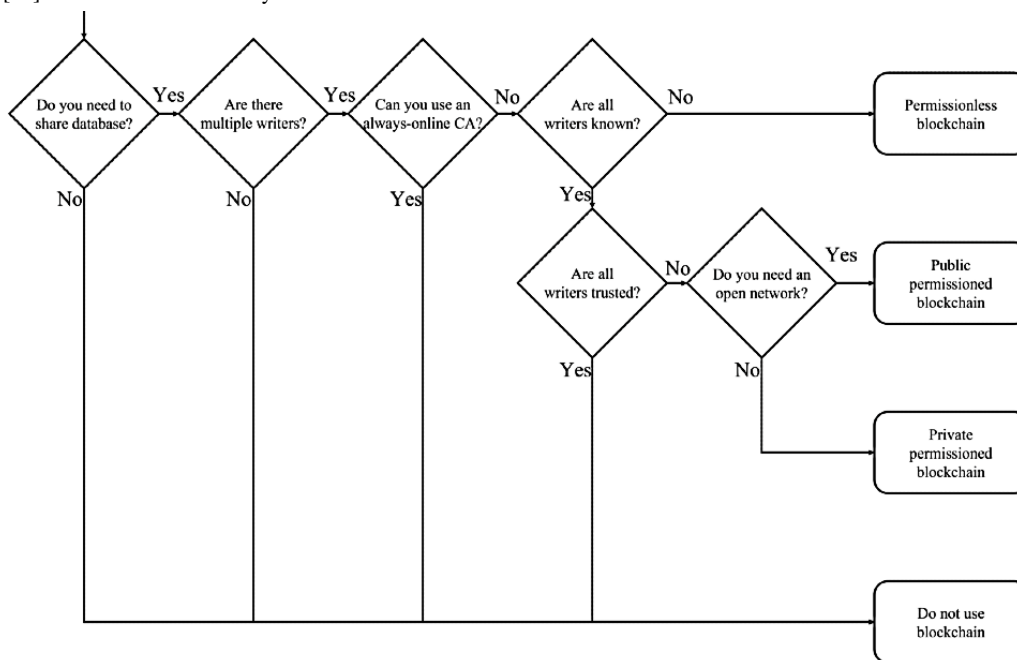 Do you need to
share database?
Yes
Are there
multiple writers?
Yes
Can you use an
always-online CA?
No
Are all
writers known?
No
Permissionless
blockchain
No
No
Yes
Yes
Are all
writers trusted?
No
Do you need an
open network?
Yes
Public
permissioned
blockchain
Yes
No
Private
permissioned
blockchain
Do not use
blockchain